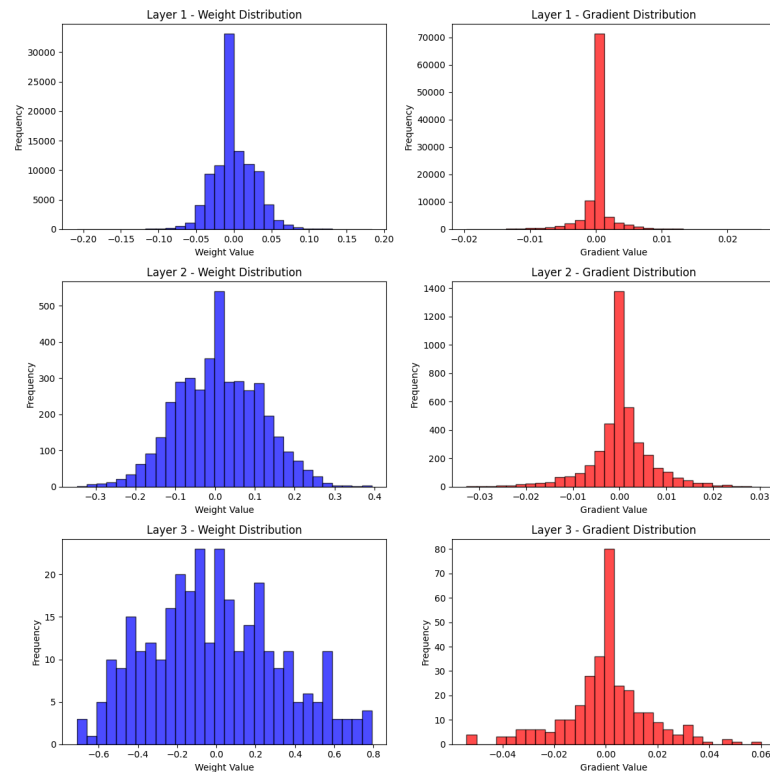 Layer 1 - Weight Distribution
Frequency
30000
25000
20000
15000
10000
5000
0
−0.20 −0.15 −0.10 −0.05 0.00 0.05 0.10 0.15 0.20
Weight Value
Layer 1 - Gradient Distribution
Frequency
70000
60000
50000
40000
30000
20000
10000
0
−0.02 −0.01 0.00 0.01 0.02
Gradient Value
Layer 2 - Weight Distribution
Frequency
500
400
300
200
100
0
−0.3 −0.2 −0.1 0.0 0.1 0.2 0.3 0.4
Weight Value
Layer 2 - Gradient Distribution
Frequency
1400
1200
1000
800
600
400
200
0
−0.03 −0.02 −0.01 0.00 0.01 0.02 0.03
Gradient Value
Layer 3 - Weight Distribution
Frequency
20
15
10
5
0
−0.6 −0.4 −0.2 0.0 0.2 0.4 0.6 0.8
Weight Value
Layer 3 - Gradient Distribution
Frequency
80
70
60
50
40
30
20
10
0
−0.04 −0.02 0.00 0.02 0.04 0.06
Gradient Value